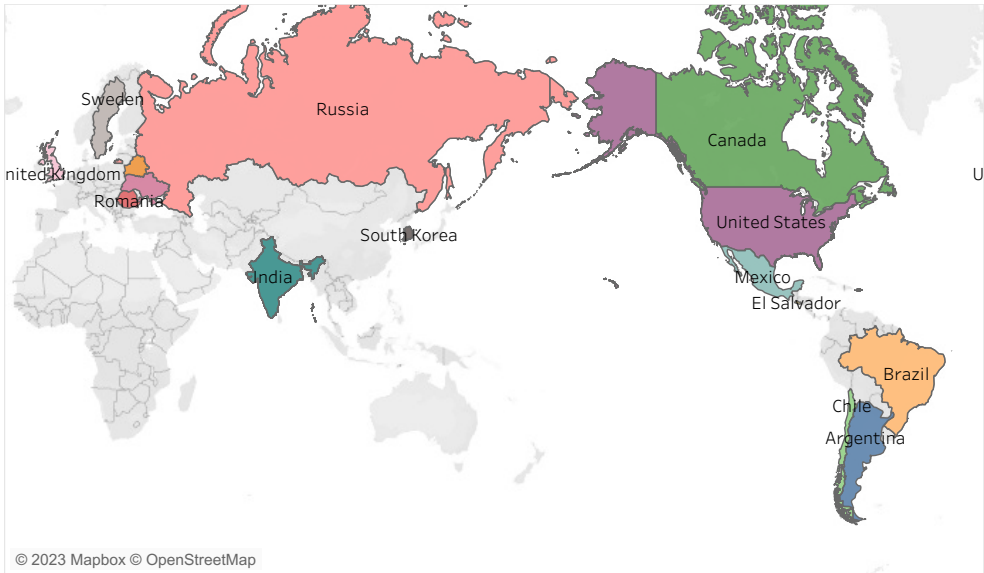 Sweden
Russia
Canada
nited Kingdom
U
Romania
United States
South Korea
India
Mexico
El Salvador
Brazil
Chile
Argentina
© 2023 Mapbox © OpenStreetMap